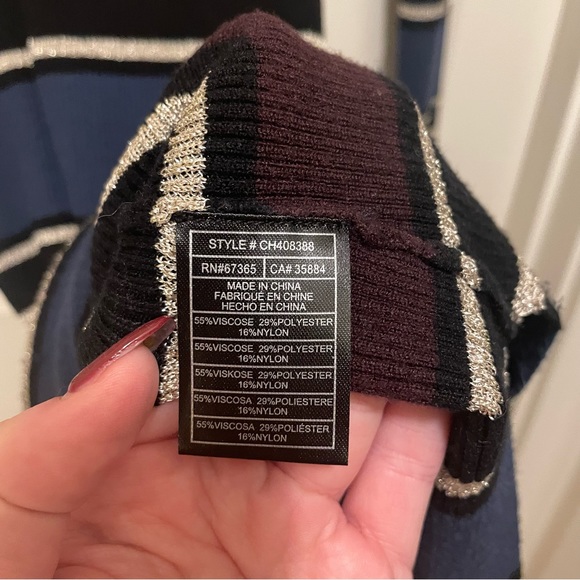 STYLE # CH408388
RN#67365 CA# 35884
MADE IN CHINA
FABRIQUÉ EN CHINE
HECHO EN CHINA
55%VISCOSE 29%POLYESTER
16%NYLON
55%VISCOSE 29%POLYESTER
16%NYLON
55%VISKOSE 29%POLYESTER
16%NYLON
55%VISCOSA 29%POLIESTERE
16%NYLON
55%VISCOSA 29%POLIÉSTER
16%NYLON